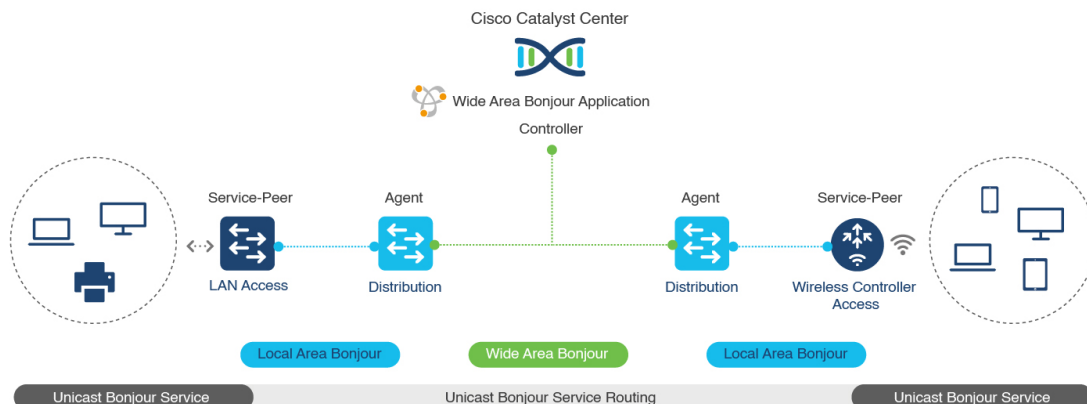 Cisco Catalyst Center
Wide Area Bonjour Application
Controller
Service-Peer
Agent
Agent
Service-Peer
LAN Access
Distribution
Distribution
Wireless Controller
Access
Local Area Bonjour
Wide Area Bonjour
Local Area Bonjour
Unicast Bonjour Service
Unicast Bonjour Service Routing
Unicast Bonjour Service